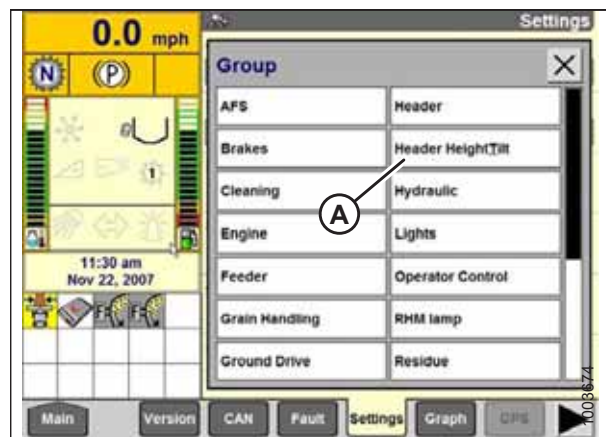 0.0 mph
Settings
N
(P)
Group
X
AFS
Header
Brakes
Header Height/Tilt
Cleaning
Hydraulic
A
Engine
Lights
Feeder
Operator Control
Grain Handling
RHM lamp
Ground Drive
Residue
1
11:30 am
Nov 22, 2007
F
F
Main
Version
CAN
Fault
Settings
Graph
GPS
1003674